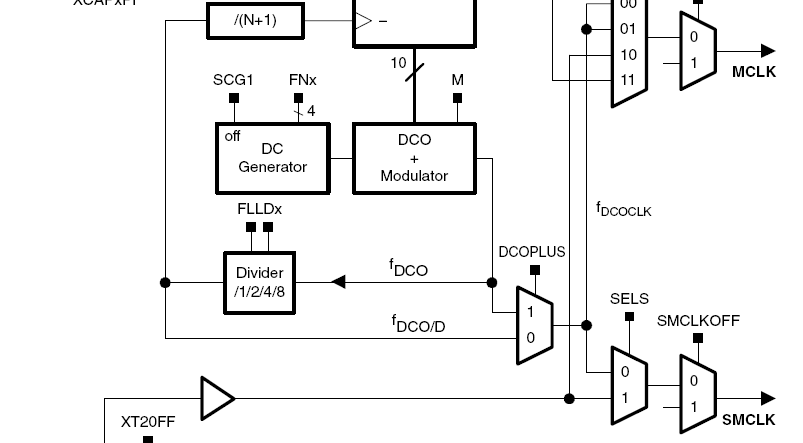 /(N+1)
–
00
01
10
11
0
1
MCLK
10
SCG1
FNx
M
4
off
DC
Generator
DCO
+
Modulator
fDCOCLK
FLLDx
Divider
/1/2/4/8
fDCO
DCOPLUS
1
0
fDCO/D
SELS
SMCLKOFF
0
1
0
1
SMCLK
XT2OFF